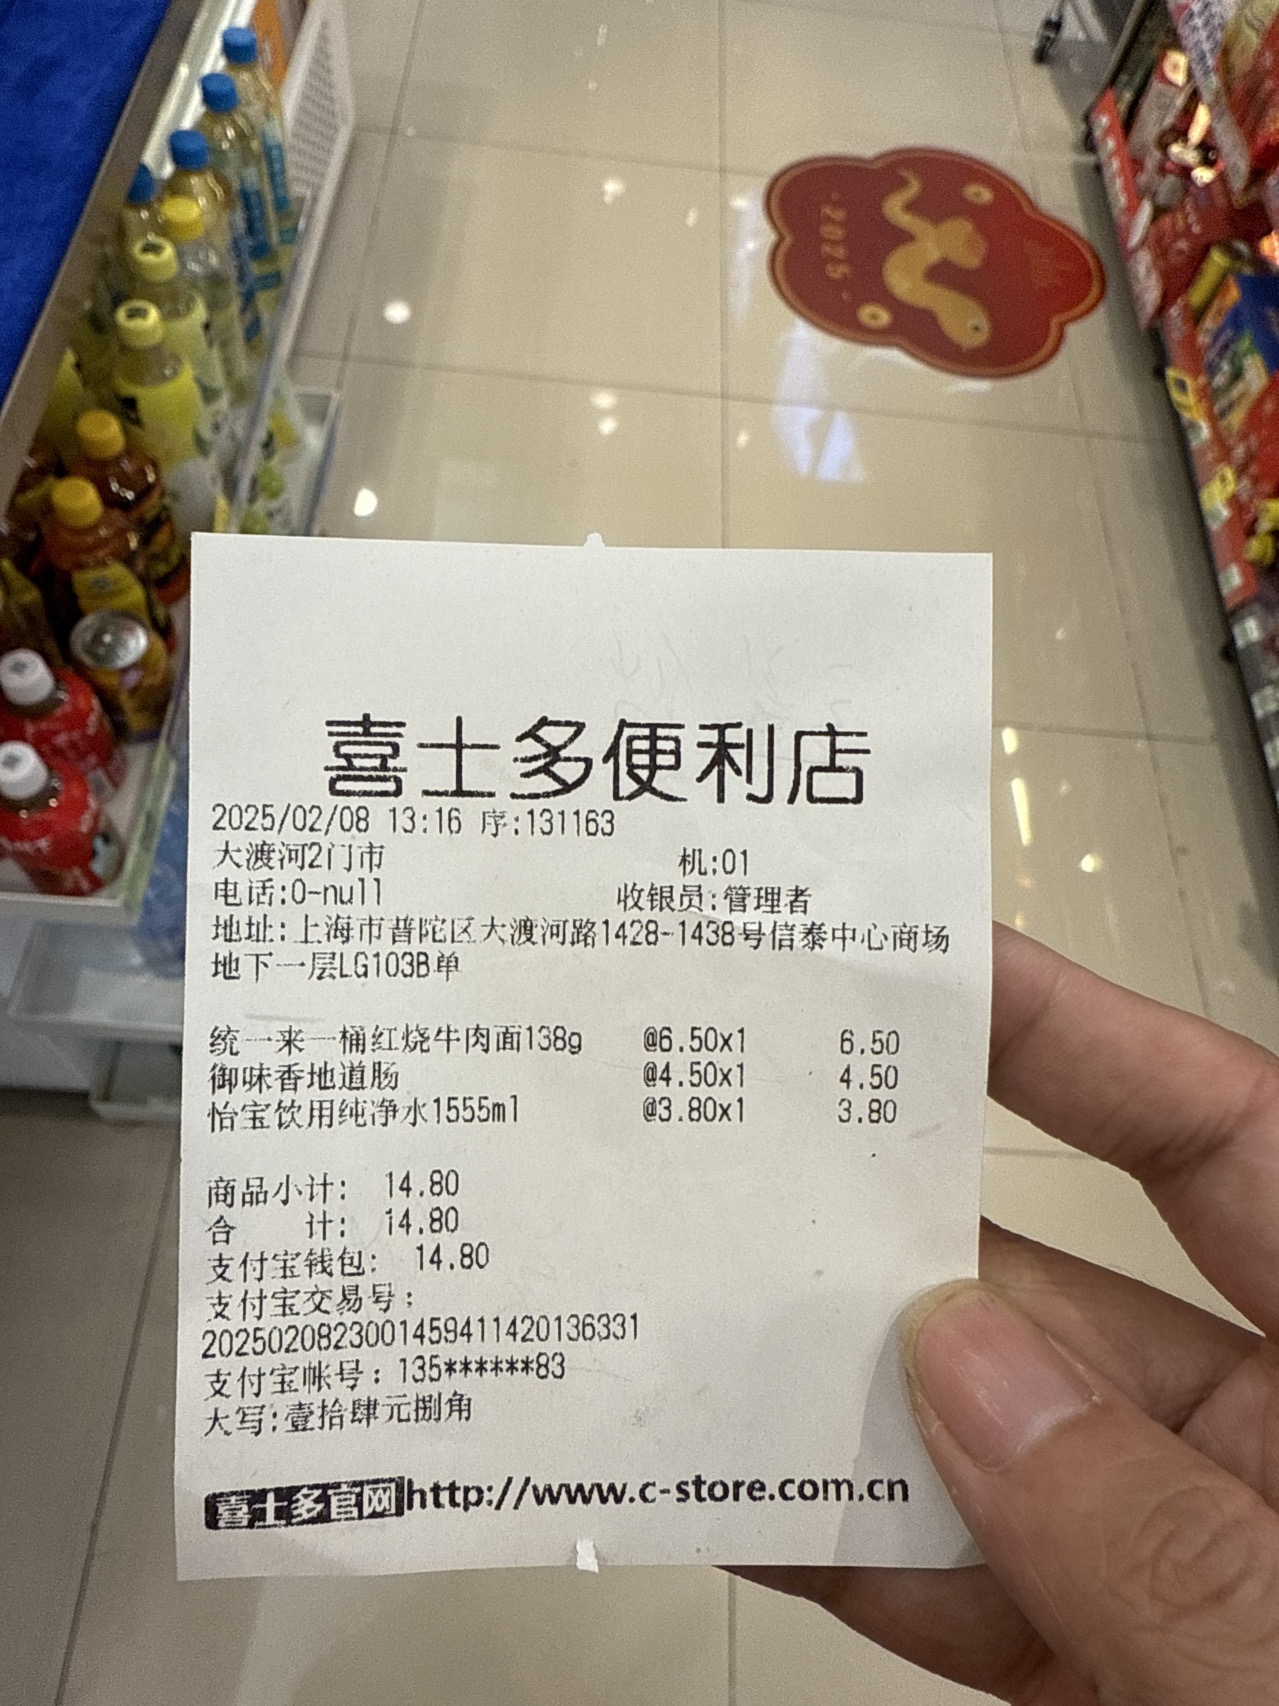 ·2025·
喜士多便利店
2025/02/08 13:16 序:131163
大渡河2门市 机:01
电话:0-null 收银员:管理者
地址:上海市普陀区大渡河路1428-1438号信泰中心商场
地下一层LG103B单
统一来一桶红烧牛肉面138g @6.50x1 6.50
御味香地道肠 @4.50x1 4.50
怡宝饮用纯净水1555ml @3.80x1 3.80
商品小计: 14.80
合 计: 14.80
支付宝钱包: 14.80
支付宝交易号:
2025020823001459411420136331
支付宝帐号:135******83
大写:壹拾肆元捌角
喜士多官网http://www.c-store.com.cn